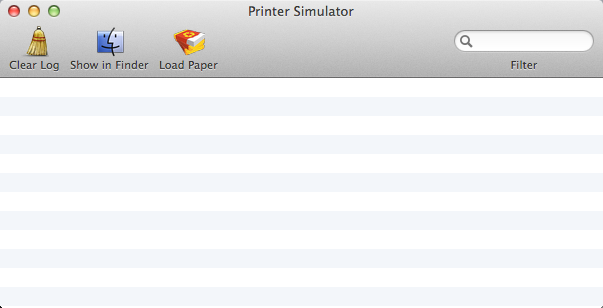 Printer Simulator
Clear Log Show in Finder Load Paper Filter